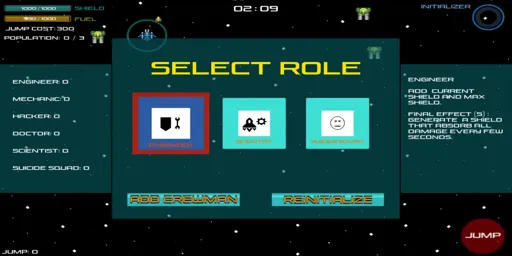 1000 / 1000 SHIELD
950 / 1000 FUEL
JUMP COST: 300
POPULATION: 0 / 3
02:09
INITIALIZER
SELECT ROLE
ENGINEER: 0
MECHANIC: 0
HACKER: 0
DOCTOR: 0
SCIENTIST: 0
SUICIDE SQUAD: 0
ENGINEER
ADD CURRENT
SHIELD AND MAX
SHIELD.
FINAL EFFECT (5):
GENERATE A SHIELD
THAT ABSORB ALL
DAMAGE EVERY FEW
SECONDS.
ADD CREWMAN
REINITIALIZE
JUMP
JUMP: 0